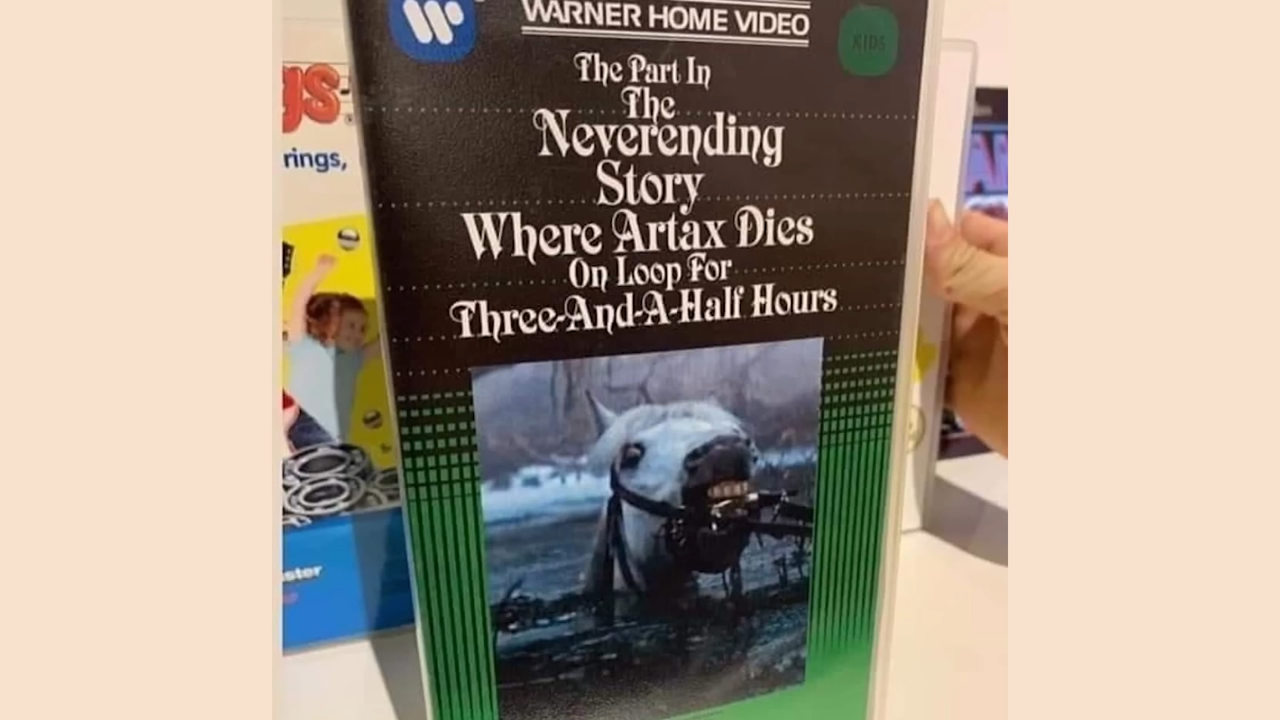 WARNER HOME VIDEO
KIDS
The Part In
The
Neverending
Story
Where Artax Dies
On Loop For
Three-And-A-Half Hours
gs
rings,
ster